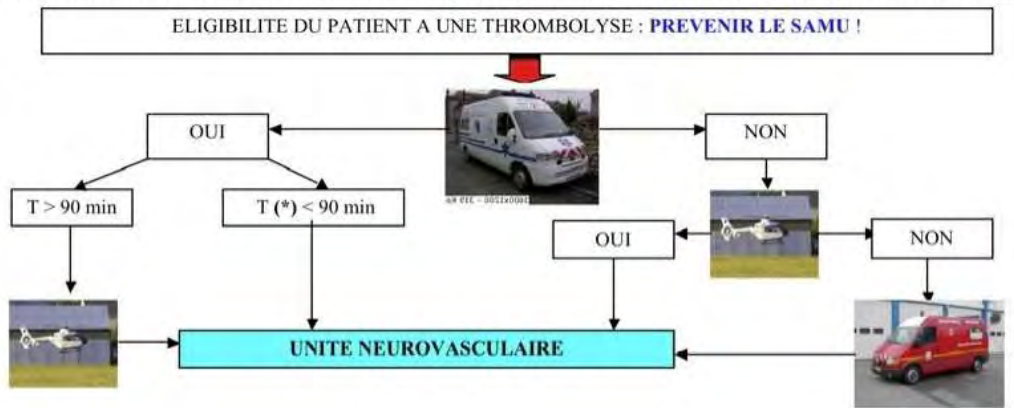 ELIGIBILITE DU PATIENT A UNE THROMBOLYSE : PREVENIR LE SAMU !
OUI
NON
T > 90 min
T (*) < 90 min
OUI
NON
UNITE NEUROVASCULAIRE